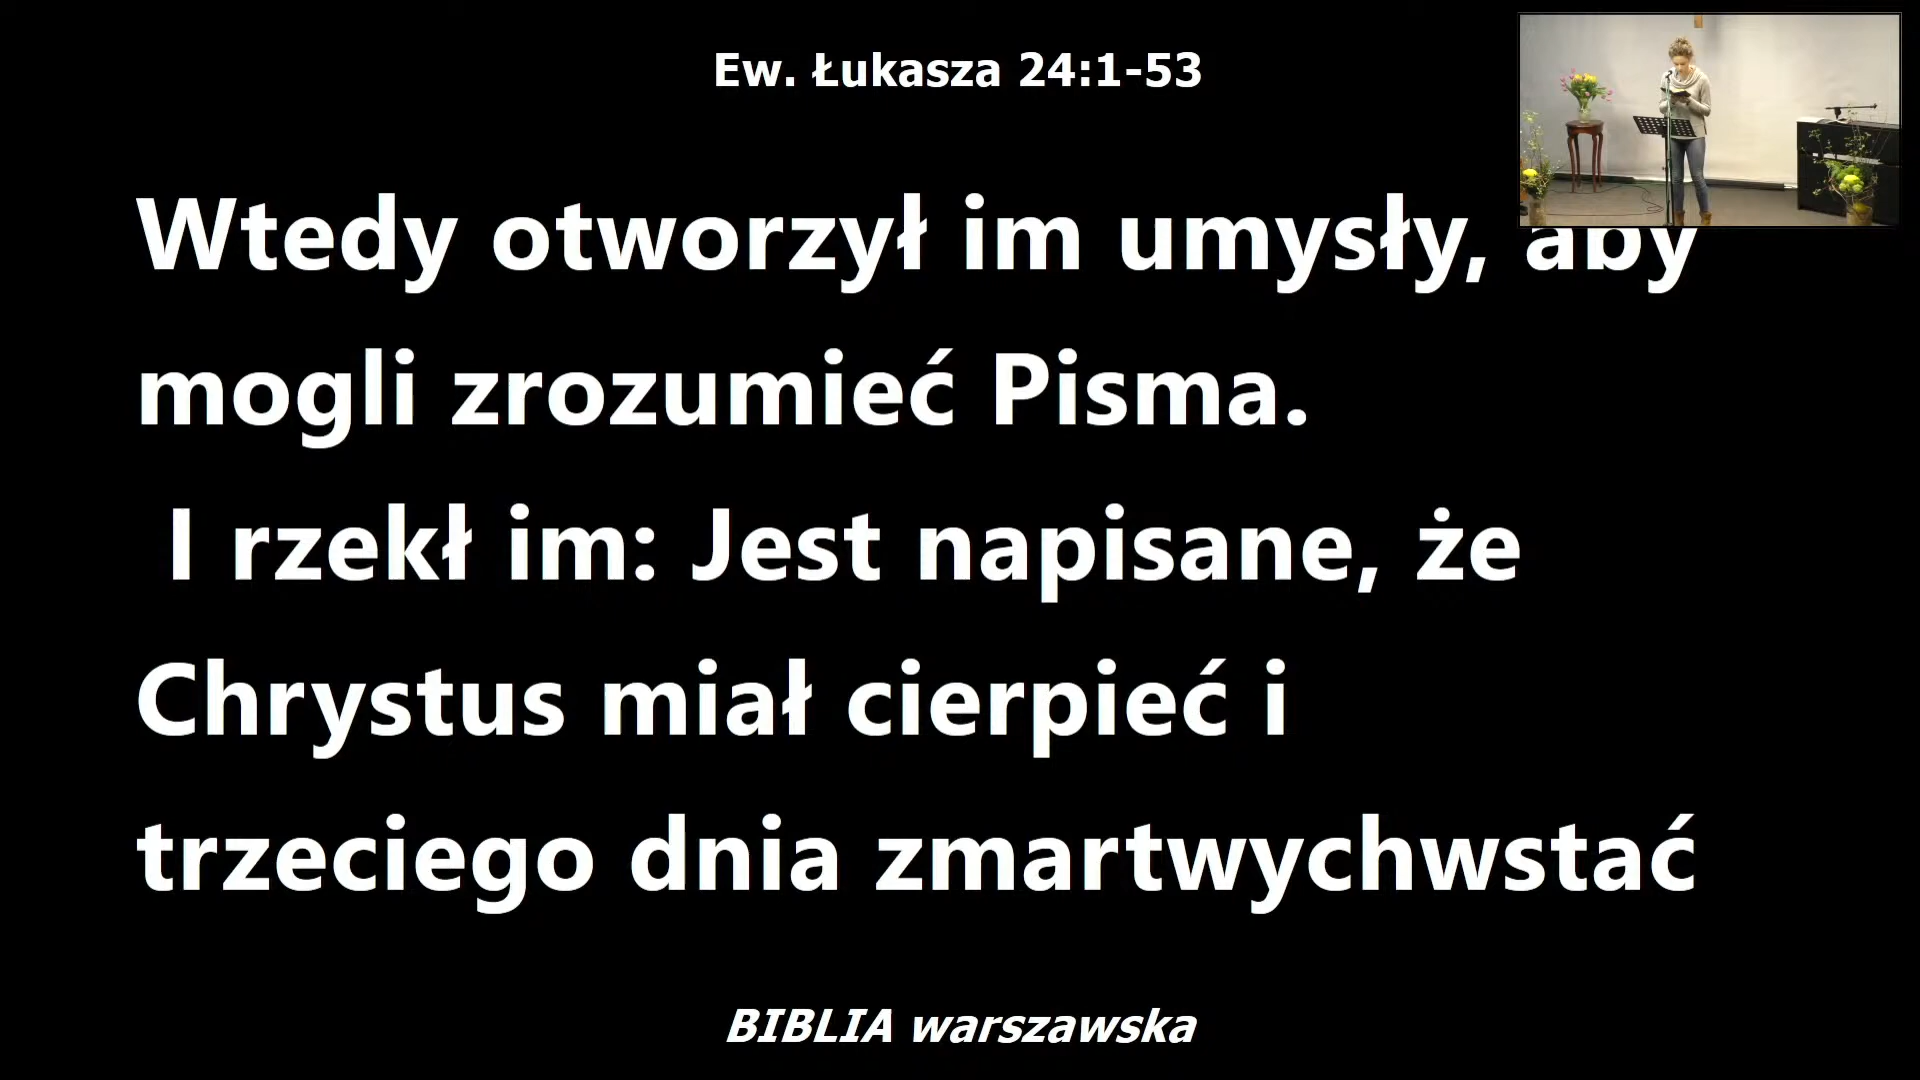 Ew. Łukasza 24:1-53
Wtedy otworzył im umysły, aby
mogli zrozumieć Pisma.
I rzekł im: Jest napisane, że
Chrystus miał cierpieć i
trzeciego dnia zmartwychwstać
BIBLIA warszawska